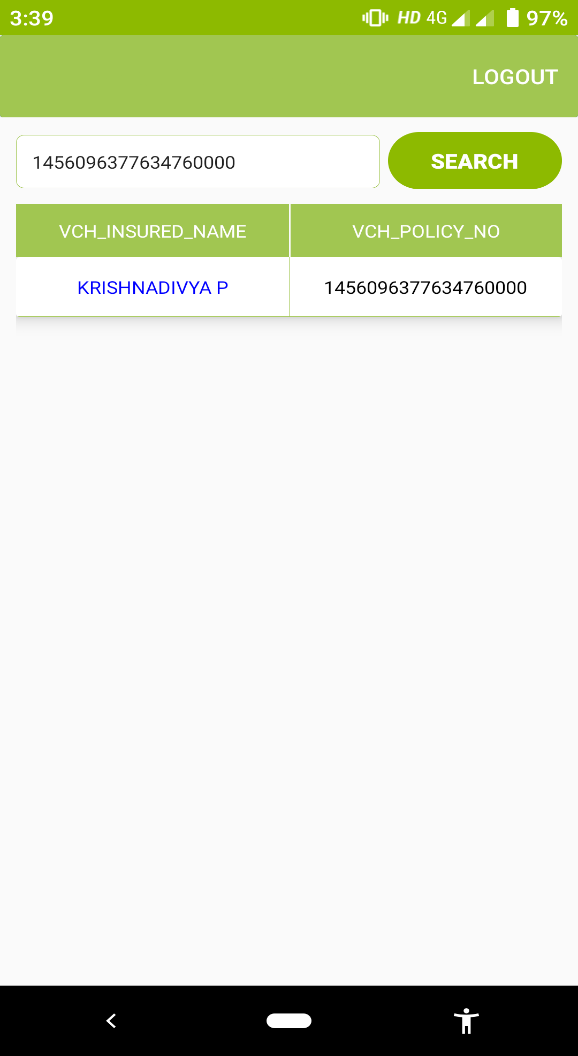 3:39 HD 4G 97%
LOGOUT
1456096377634760000 SEARCH
VCH_INSURED_NAME VCH_POLICY_NO
KRISHNADIVYA P 1456096377634760000